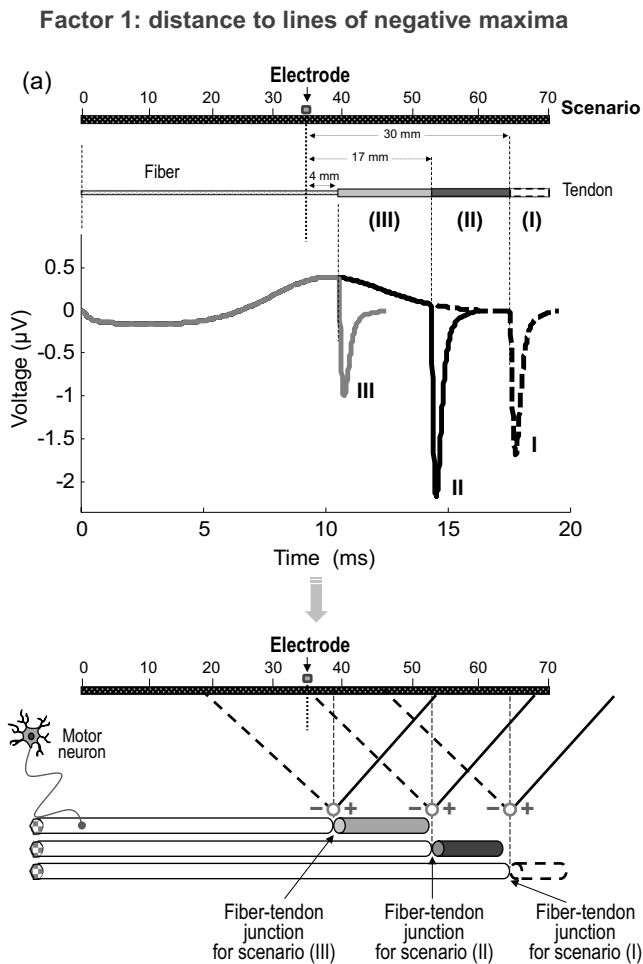 Factor 1: distance to lines of negative maxima
(a)
Electrode
0 10 20 30 40 50 60 70 Scenario
30 mm
17 mm
4 mm
Fiber
Tendon
(III) (II) (I)
0.5
0
-0.5
-1
-1.5
-2
Voltage (µV)
III
II
I
0 5 10 15 20
Time (ms)
Electrode
0 10 20 30 40 50 60 70
Motor
neuron
− + − + − +
Fiber-tendon
junction
for scenario (III)
Fiber-tendon
junction
for scenario (II)
Fiber-tendon
junction
for scenario (I)